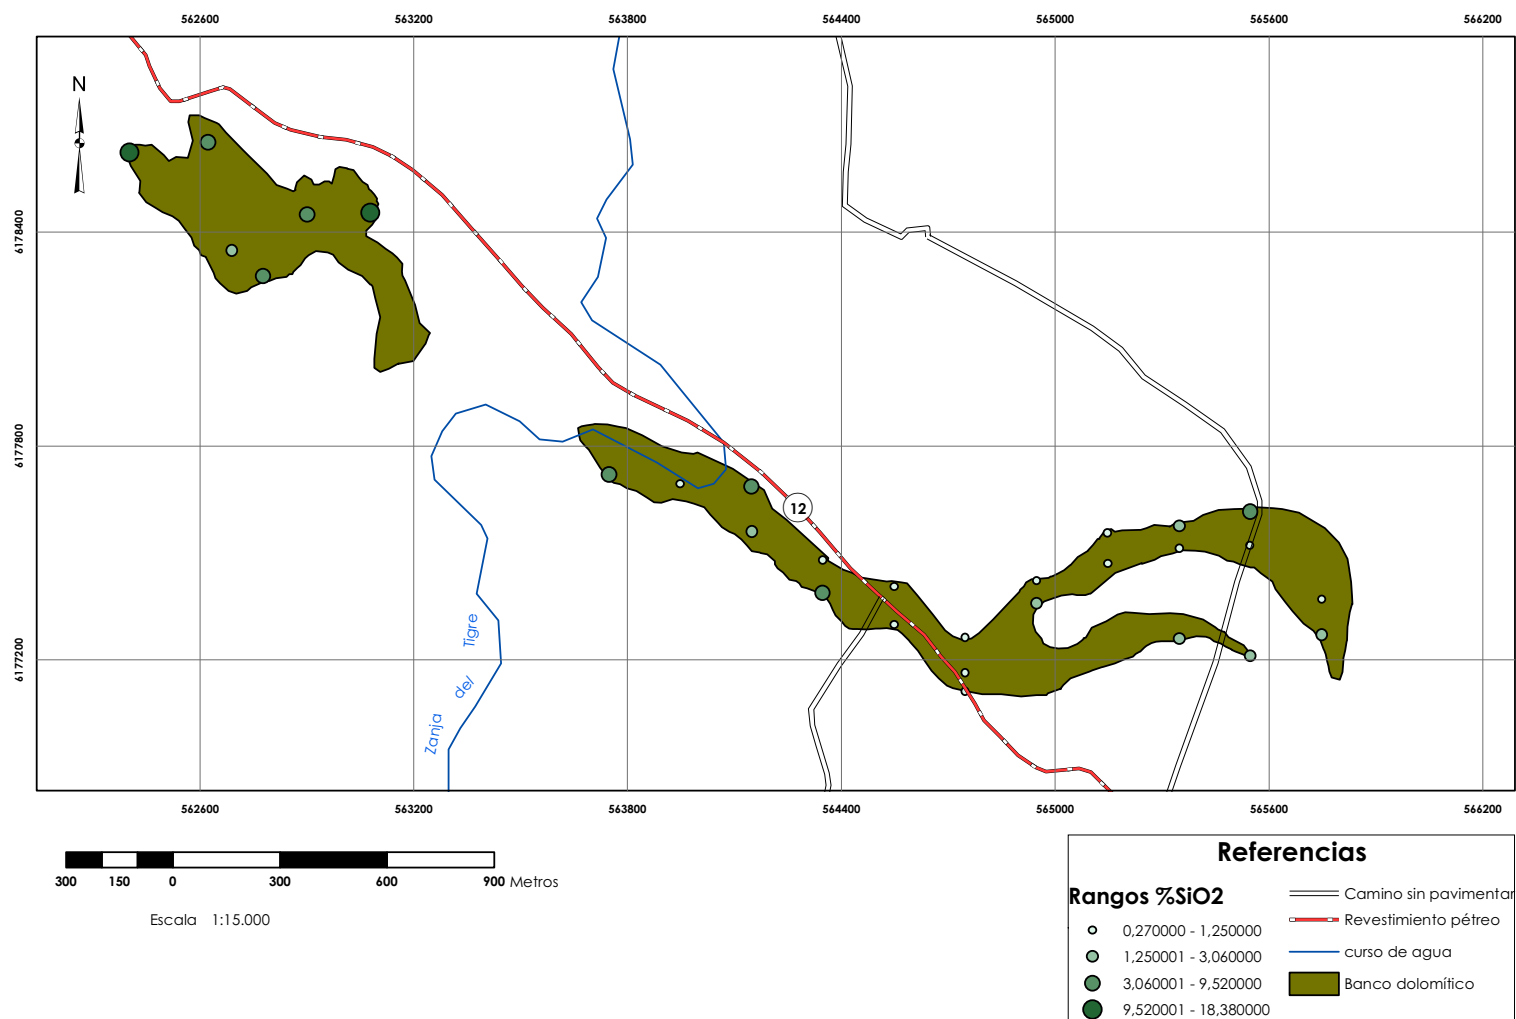 562600 563200 563800 564400 565000 565600 566200
N
6178400
6177800
12
6177200
Zanja del Tigre
562600 563200 563800 564400 565000 565600 566200
300 150 0 300 600 900 Metros
Escala 1:15.000
Referencias
Rangos %SiO2
0,270000 - 1,250000
1,250001 - 3,060000
3,060001 - 9,520000
9,520001 - 18,380000
Camino sin pavimentar
Revestimiento pétreo
curso de agua
Banco dolomítico